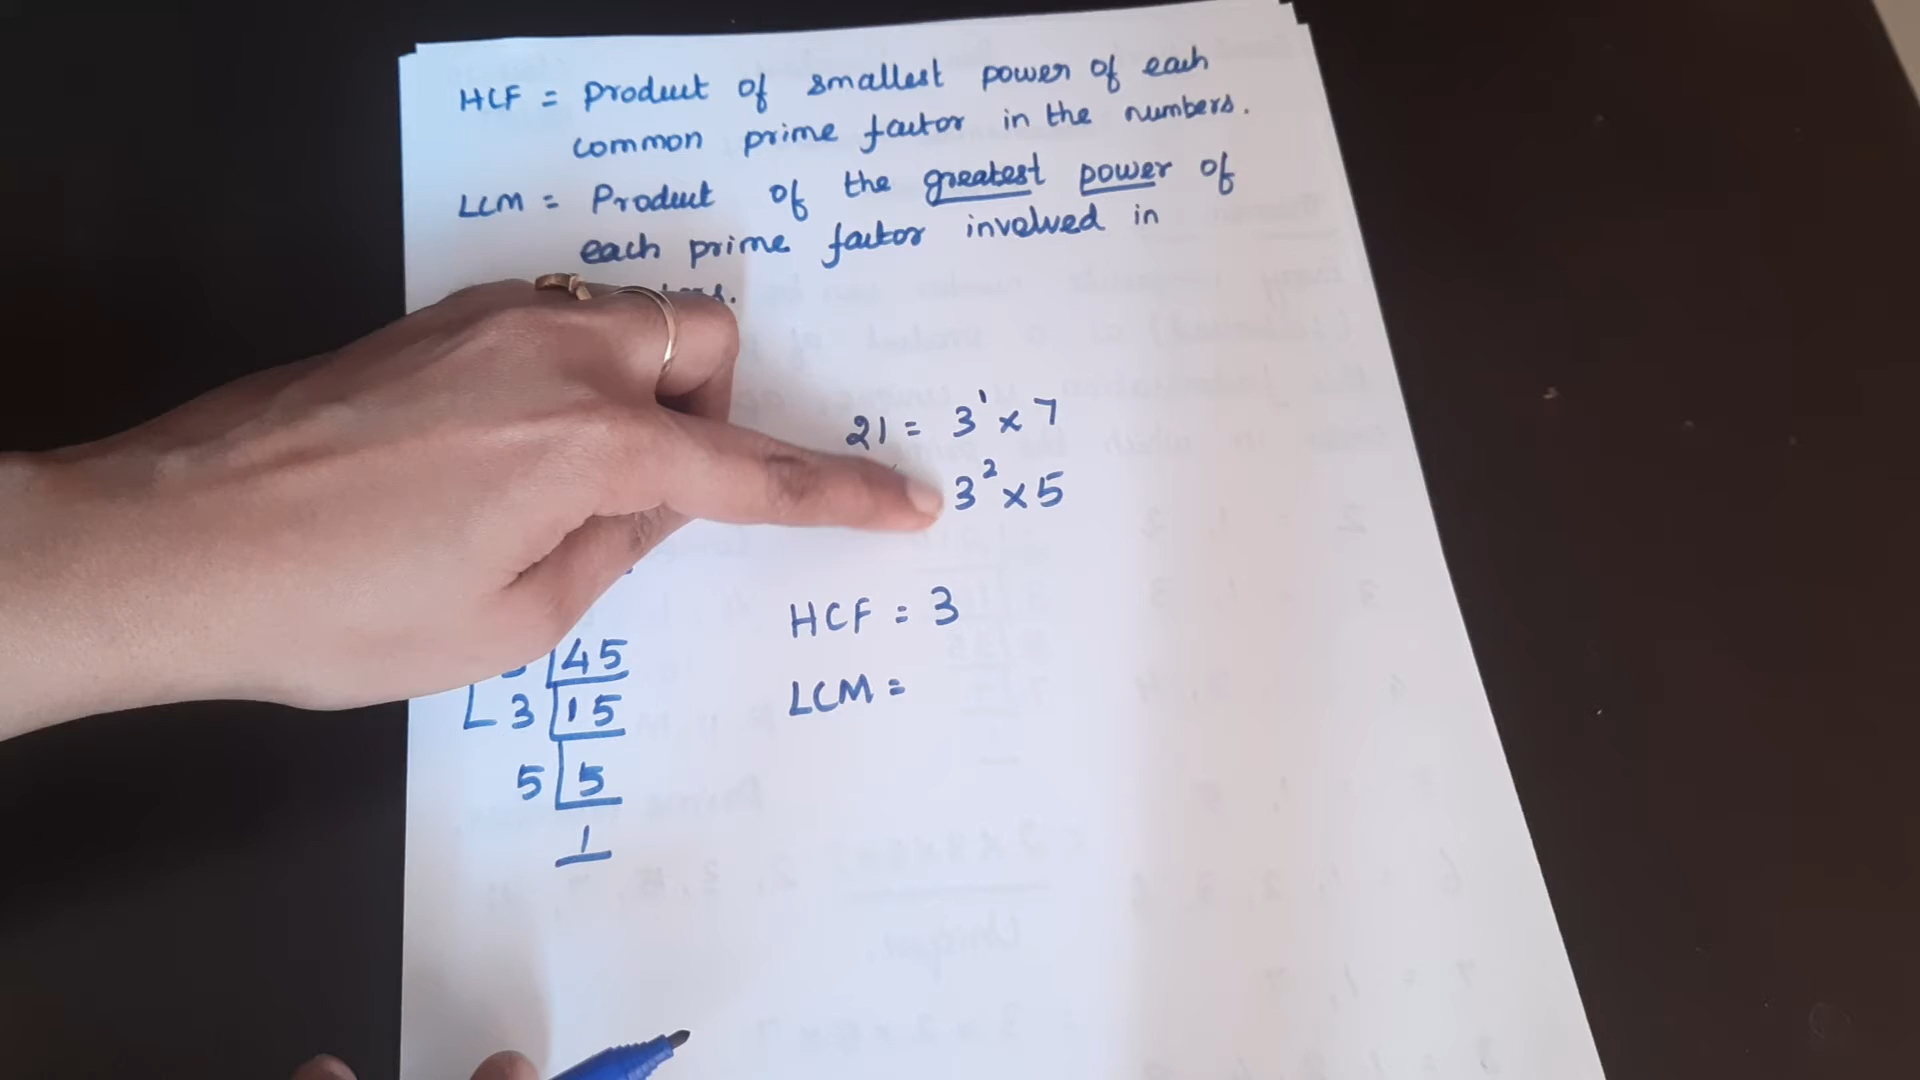 HCF = Product of smallest power of each
common prime factor in the numbers.
LCM = Product of the greatest power of
each prime factor involved in
21 = 3¹ × 7
3² × 5
HCF = 3
LCM =
45
3 15
5 5
1